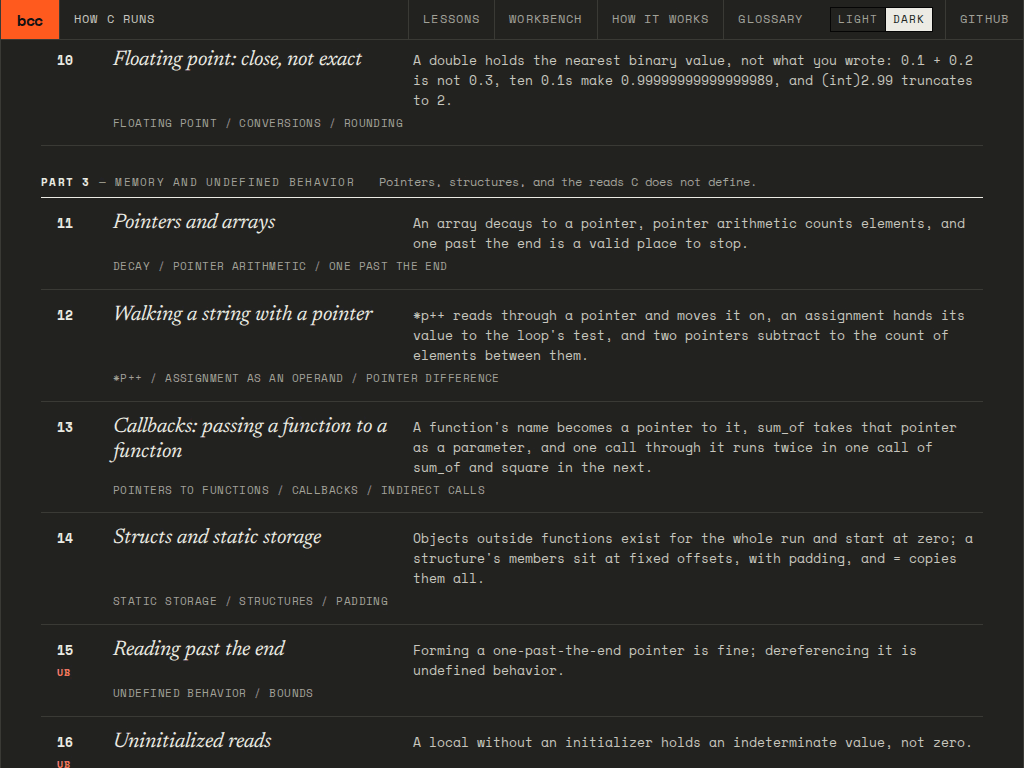 bcc HOW C RUNS LESSONS WORKBENCH HOW IT WORKS GLOSSARY LIGHT DARK GITHUB
10 Floating point: close, not exact
A double holds the nearest binary value, not what you wrote: 0.1 + 0.2
is not 0.3, ten 0.1s make 0.99999999999999989, and (int)2.99 truncates
to 2.
FLOATING POINT / CONVERSIONS / ROUNDING
PART 3 — MEMORY AND UNDEFINED BEHAVIOR Pointers, structures, and the reads C does not define.
11 Pointers and arrays
An array decays to a pointer, pointer arithmetic counts elements, and
one past the end is a valid place to stop.
DECAY / POINTER ARITHMETIC / ONE PAST THE END
12 Walking a string with a pointer
*p++ reads through a pointer and moves it on, an assignment hands its
value to the loop's test, and two pointers subtract to the count of
elements between them.
*P++ / ASSIGNMENT AS AN OPERAND / POINTER DIFFERENCE
13 Callbacks: passing a function to a
function
A function's name becomes a pointer to it, sum_of takes that pointer
as a parameter, and one call through it runs twice in one call of
sum_of and square in the next.
POINTERS TO FUNCTIONS / CALLBACKS / INDIRECT CALLS
14 Structs and static storage
Objects outside functions exist for the whole run and start at zero; a
structure's members sit at fixed offsets, with padding, and = copies
them all.
STATIC STORAGE / STRUCTURES / PADDING
15 Reading past the end
UB
Forming a one-past-the-end pointer is fine; dereferencing it is
undefined behavior.
UNDEFINED BEHAVIOR / BOUNDS
16 Uninitialized reads
A local without an initializer holds an indeterminate value, not zero.
UB